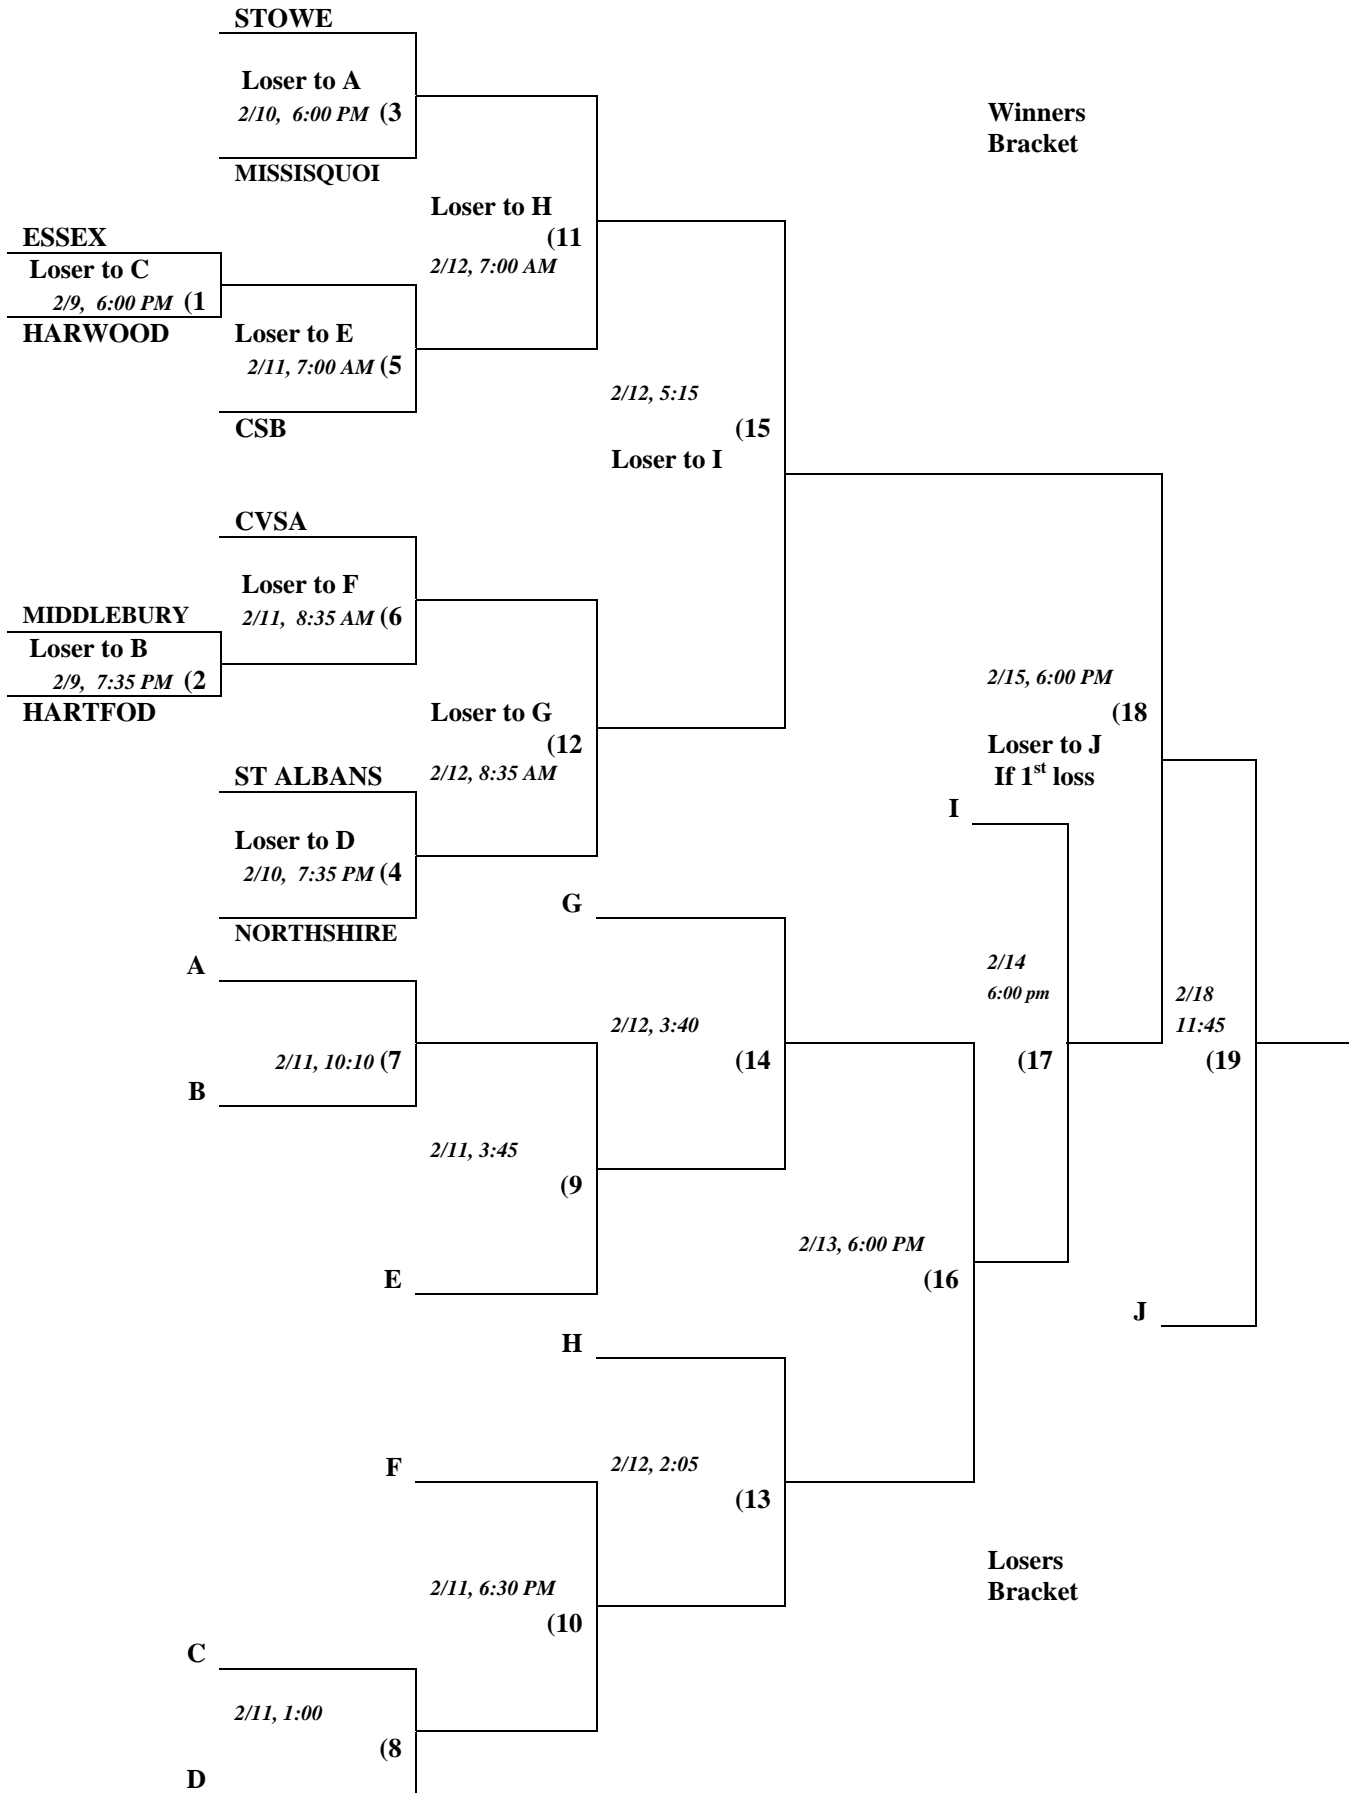 STOWE
Loser to A
2/10, 6:00 PM (3
MISSISQUOI
Winners
Bracket
Loser to H
(11
2/12, 7:00 AM
ESSEX
Loser to C
2/9, 6:00 PM (1
HARWOOD
Loser to E
2/11, 7:00 AM (5
CSB
2/12, 5:15
(15
Loser to I
CVSA
Loser to F
2/11, 8:35 AM (6
MIDDLEBURY
Loser to B
2/9, 7:35 PM (2
HARTFOD
Loser to G
(12
2/12, 8:35 AM
2/15, 6:00 PM
(18
Loser to J
If 1st loss
ST ALBANS
Loser to D
2/10, 7:35 PM (4
NORTHSHIRE
I
G
A
2/11, 10:10 (7
B
2/12, 3:40
(14
2/14
6:00 pm
(17
2/18
11:45
(19
2/11, 3:45
(9
E
2/13, 6:00 PM
(16
J
H
F
2/12, 2:05
(13
2/11, 6:30 PM
(10
Losers
Bracket
C
2/11, 1:00
(8
D